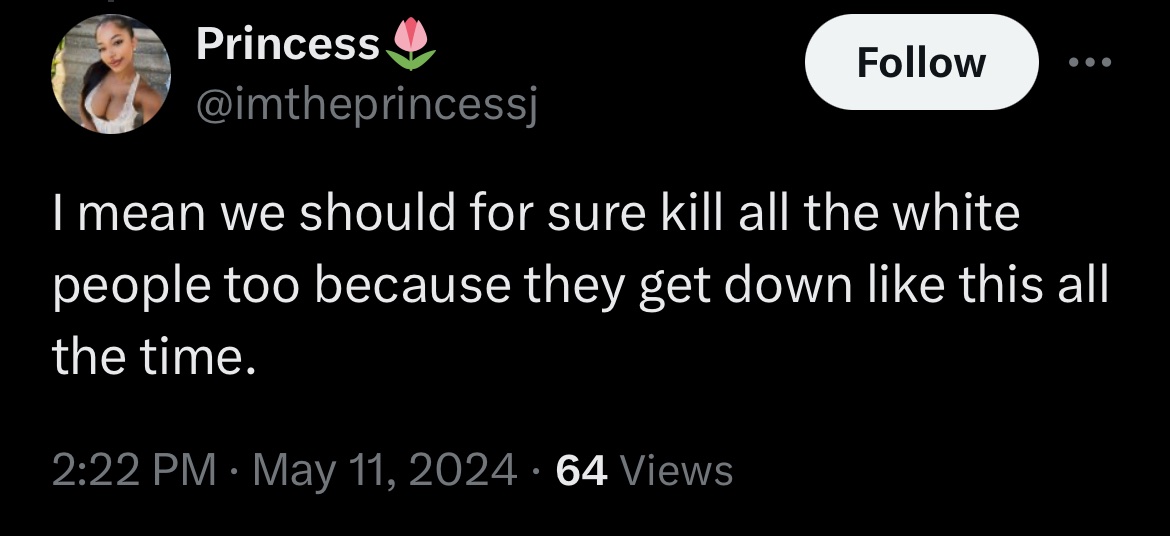 Princess🌷
@imtheprincessj
Follow
I mean we should for sure kill all the white
people too because they get down like this all
the time.
2:22 PM · May 11, 2024 · 64 Views